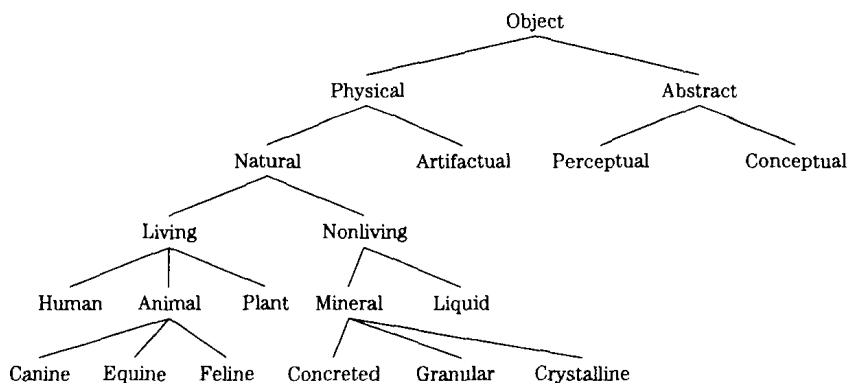 Object
Physical Abstract
Natural Artifactual Perceptual Conceptual
Living Nonliving
Human Animal Plant Mineral Liquid
Canine Equine Feline Concreted Granular Crystalline